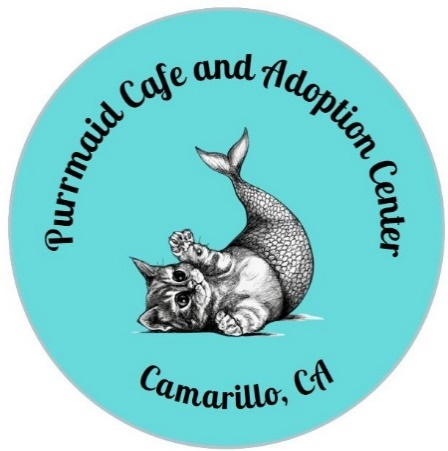 Purrmaid Cafe and Adoption Center
Camarillo, CA